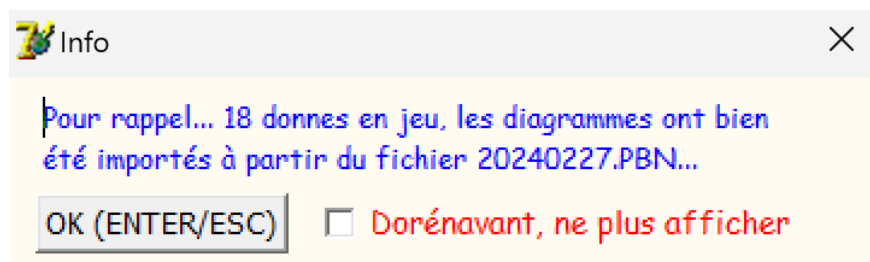 Info
Pour rappel... 18 donnes en jeu, les diagrammes ont bien
été importés à partir du fichier 20240227.PBN...
OK (ENTER/ESC) Dorénavant, ne plus afficher